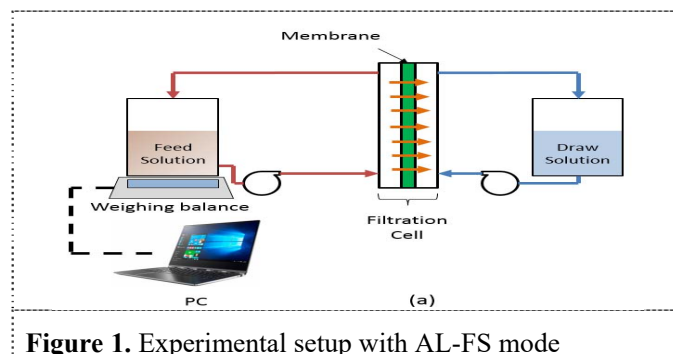 Membrane
Feed
Solution
Draw
Solution
Weighing balance
Filtration
Cell
PC
(a)
Figure 1. Experimental setup with AL-FS mode